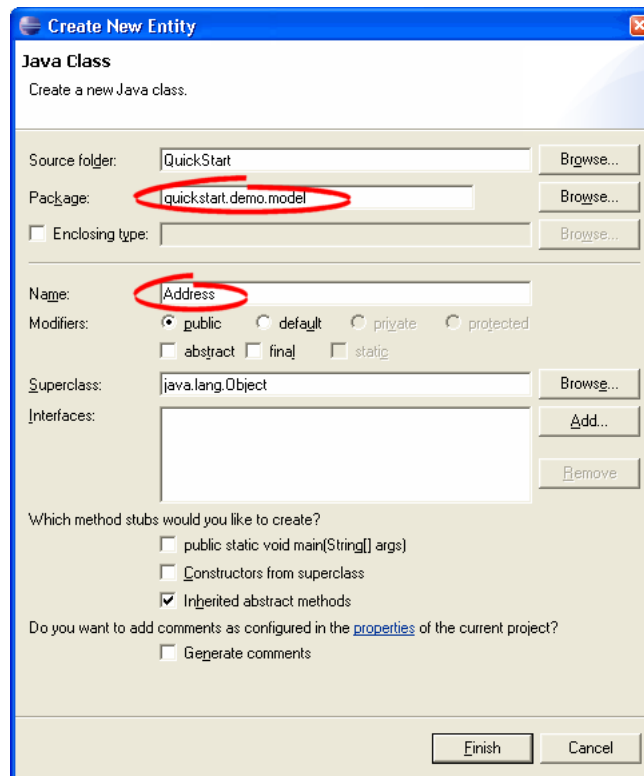 Create New Entity
Java Class
Create a new Java class.
Source folder: QuickStart Browse...
Package: quickstart.demo.model Browse...
Enclosing type: Browse...
Name: Address
Modifiers: public default private protected
abstract final static
Superclass: java.lang.Object Browse...
Interfaces: Add...
Remove
Which method stubs would you like to create?
public static void main(String[] args)
Constructors from superclass
Inherited abstract methods
Do you want to add comments as configured in the properties of the current project?
Generate comments
Finish Cancel